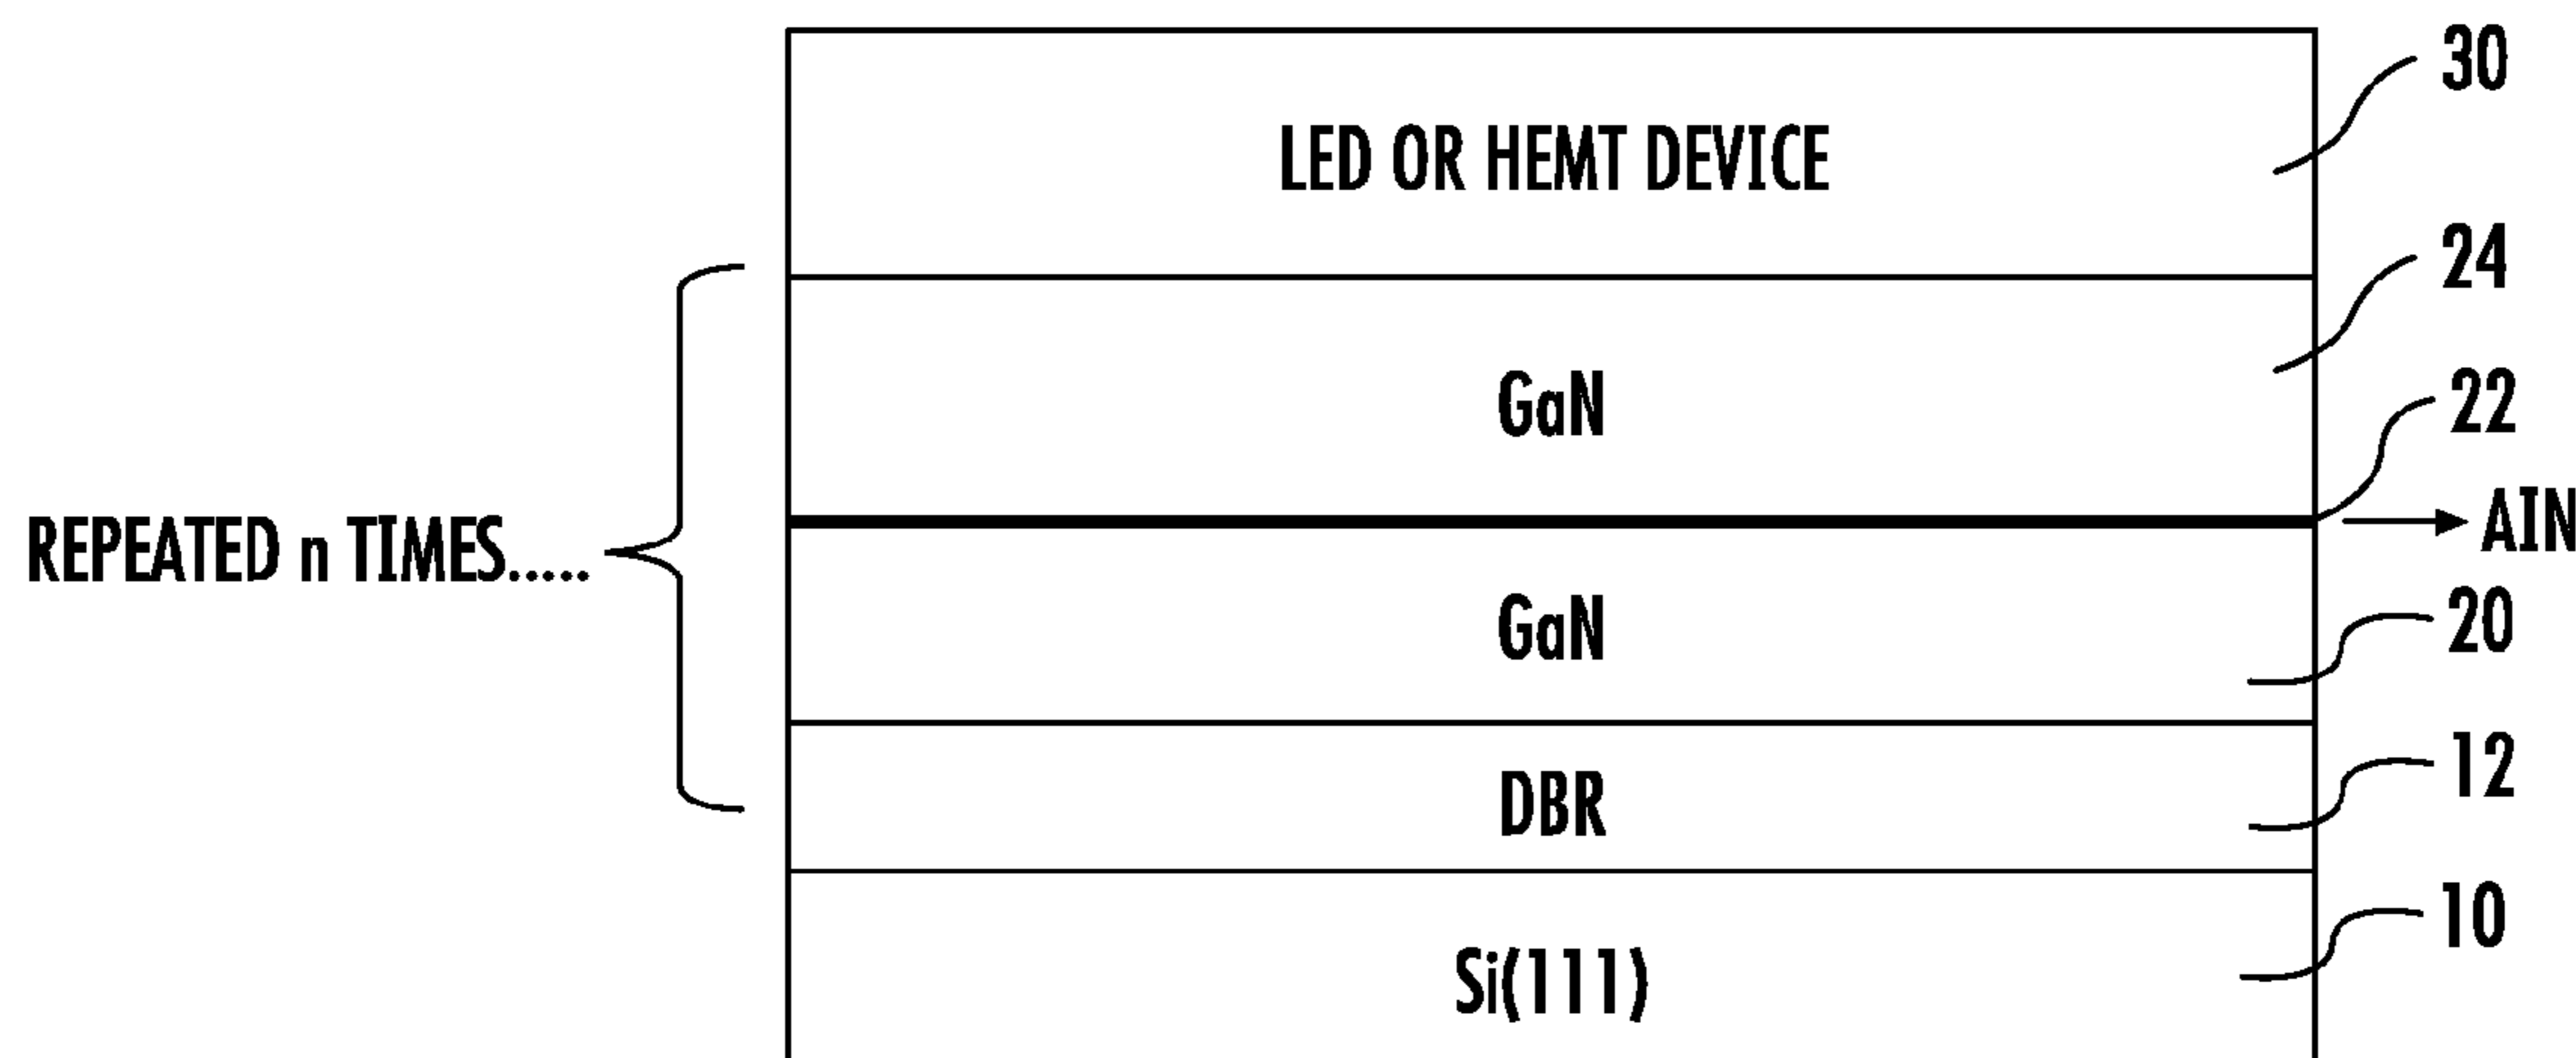 30
LED OR HEMT DEVICE
24
GaN
22
REPEATED n TIMES.....
AlN
GaN
20
DBR
12
10
Si(111)